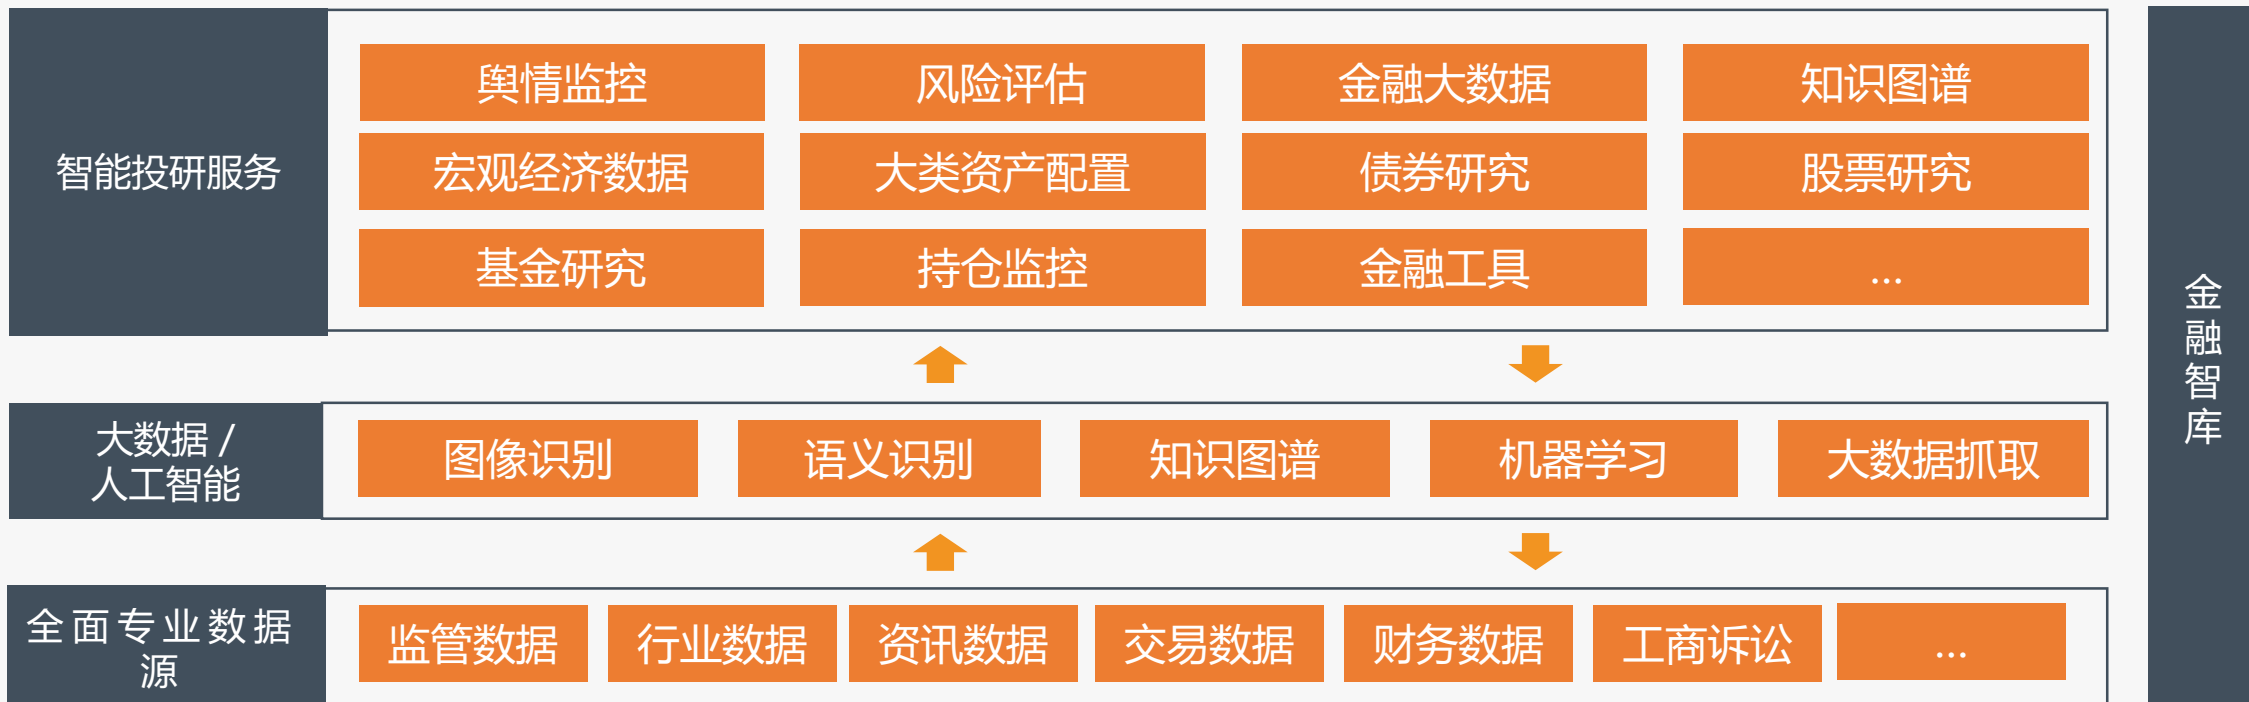 智能投研服务
舆情监控
风险评估
金融大数据
知识图谱
宏观经济数据
大类资产配置
债券研究
股票研究
基金研究
持仓监控
金融工具
...
大数据 /
人工智能
图像识别
语义识别
知识图谱
机器学习
大数据抓取
全面专业数据
源
监管数据
行业数据
资讯数据
交易数据
财务数据
工商诉讼
...
金融智库